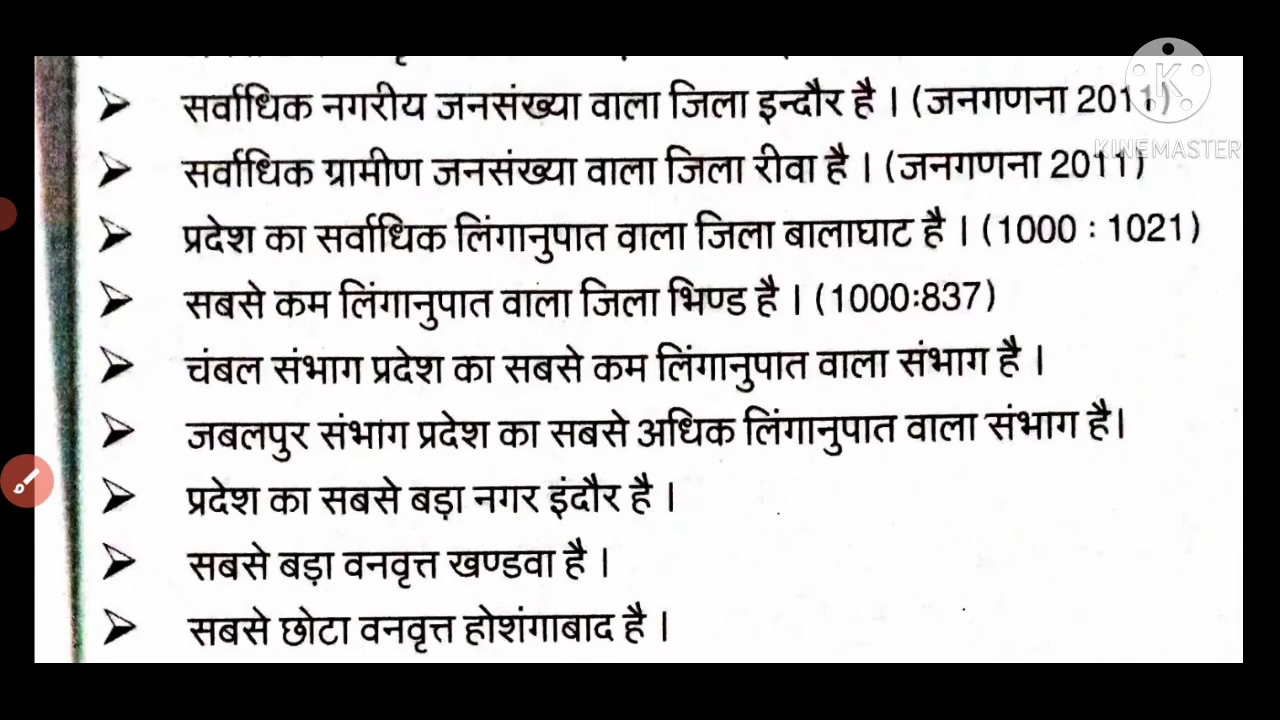 सर्वाधिक नगरीय जनसंख्या वाला जिला इन्दौर है । (जनगणना 2011)
सर्वाधिक ग्रामीण जनसंख्या वाला जिला रीवा है । (जनगणना 2011)
प्रदेश का सर्वाधिक लिंगानुपात वाला जिला बालाघाट है । (1000 : 1021)
सबसे कम लिंगानुपात वाला जिला भिण्ड है । (1000:837)
चंबल संभाग प्रदेश का सबसे कम लिंगानुपात वाला संभाग है ।
जबलपुर संभाग प्रदेश का सबसे अधिक लिंगानुपात वाला संभाग है।
प्रदेश का सबसे बड़ा नगर इंदौर है ।
सबसे बड़ा वनवृत्त खण्डवा है ।
सबसे छोटा वनवृत्त होशंगाबाद है ।
K
KINEMASTER